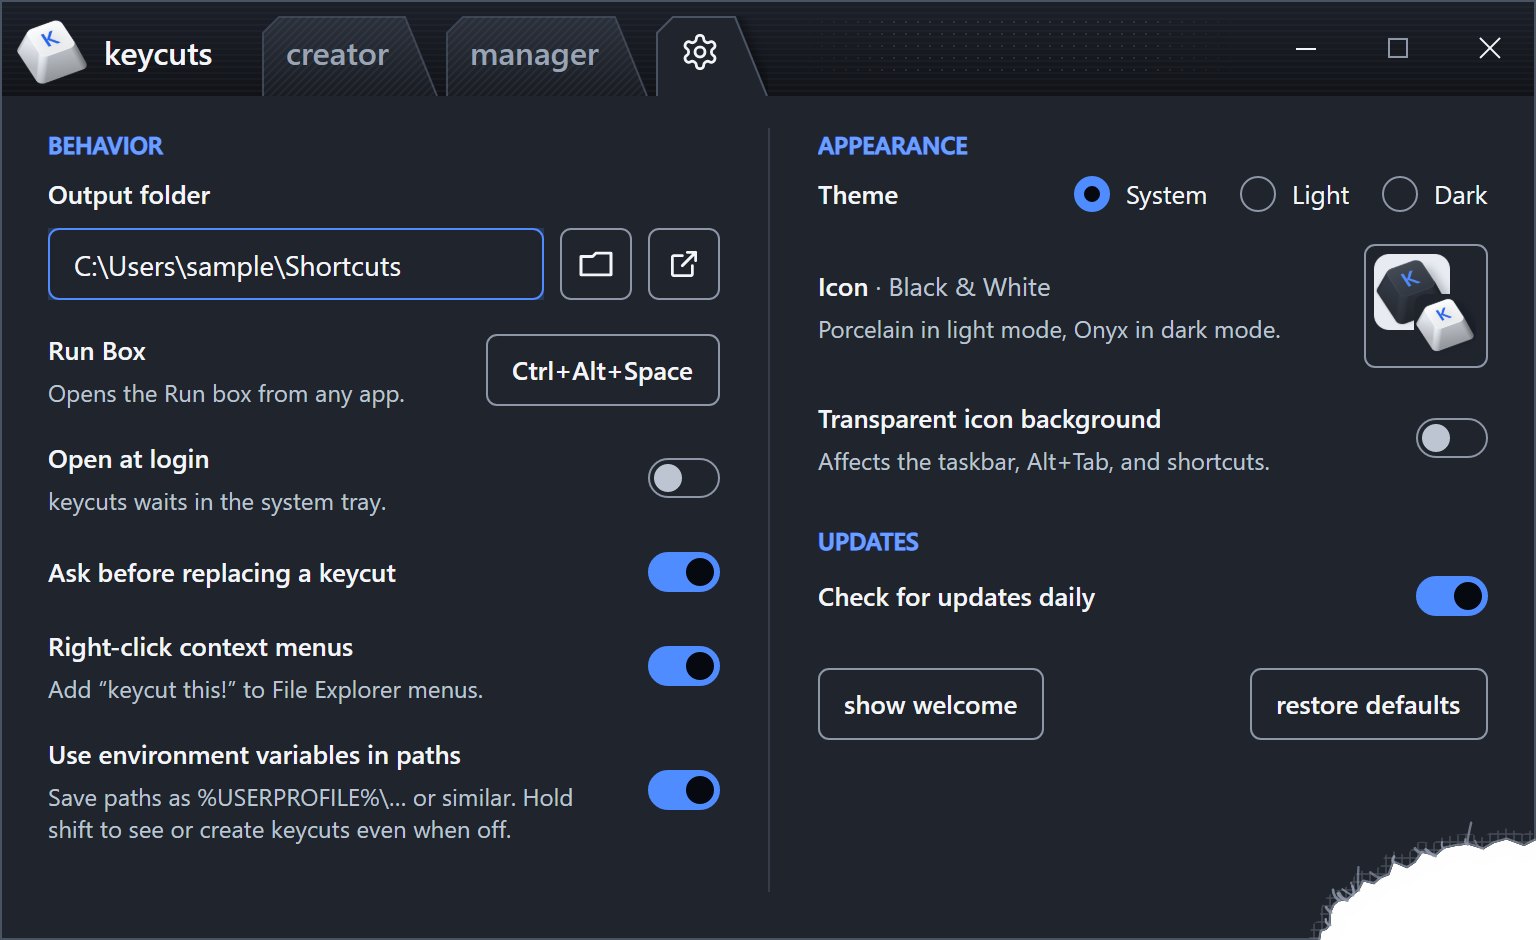 keycuts
creator
manager
BEHAVIOR
Output folder
C:\Users\sample\Shortcuts
Run Box
Opens the Run box from any app.
Ctrl+Alt+Space
Open at login
keycuts waits in the system tray.
Ask before replacing a keycut
Right-click context menus
Add “keycut this!” to File Explorer menus.
Use environment variables in paths
Save paths as %USERPROFILE%\... or similar. Hold
shift to see or create keycuts even when off.
APPEARANCE
Theme
System
Light
Dark
Icon · Black & White
Porcelain in light mode, Onyx in dark mode.
K
K
Transparent icon background
Affects the taskbar, Alt+Tab, and shortcuts.
UPDATES
Check for updates daily
show welcome
restore defaults